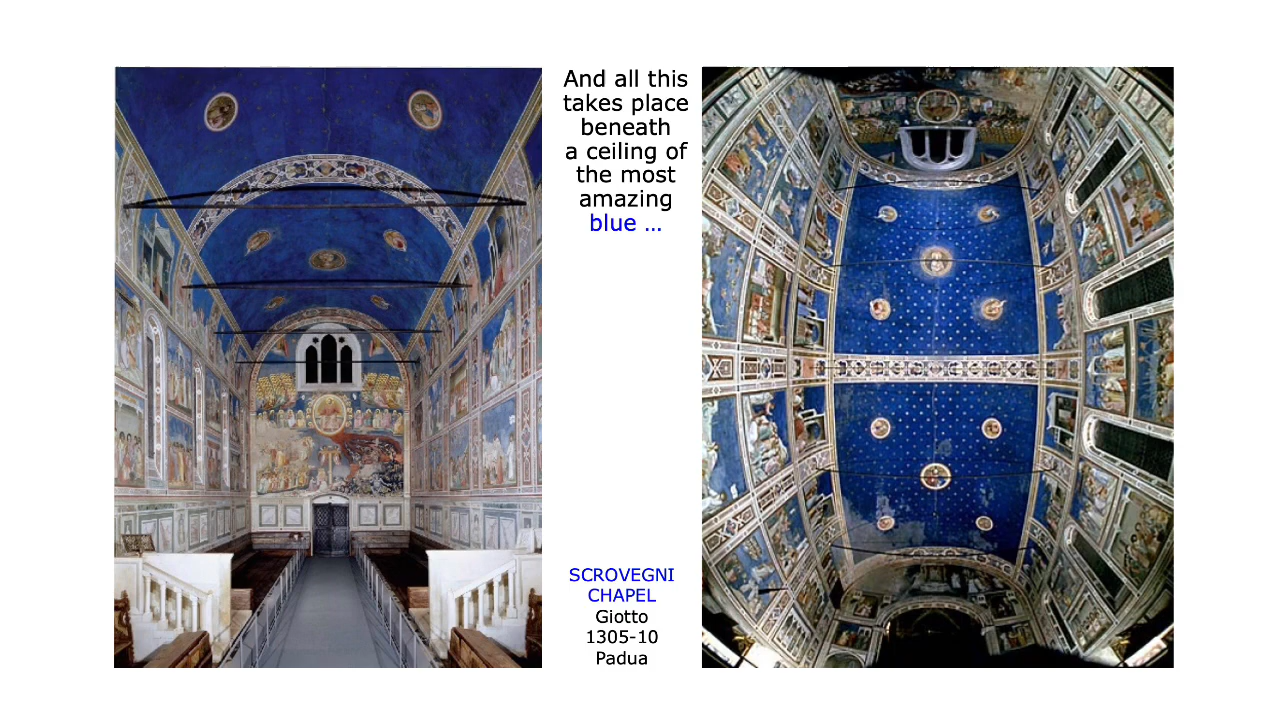 And all this
takes place
beneath
a ceiling of
the most
amazing
blue ...
SCROVEGNI
CHAPEL
Giotto
1305-10
Padua